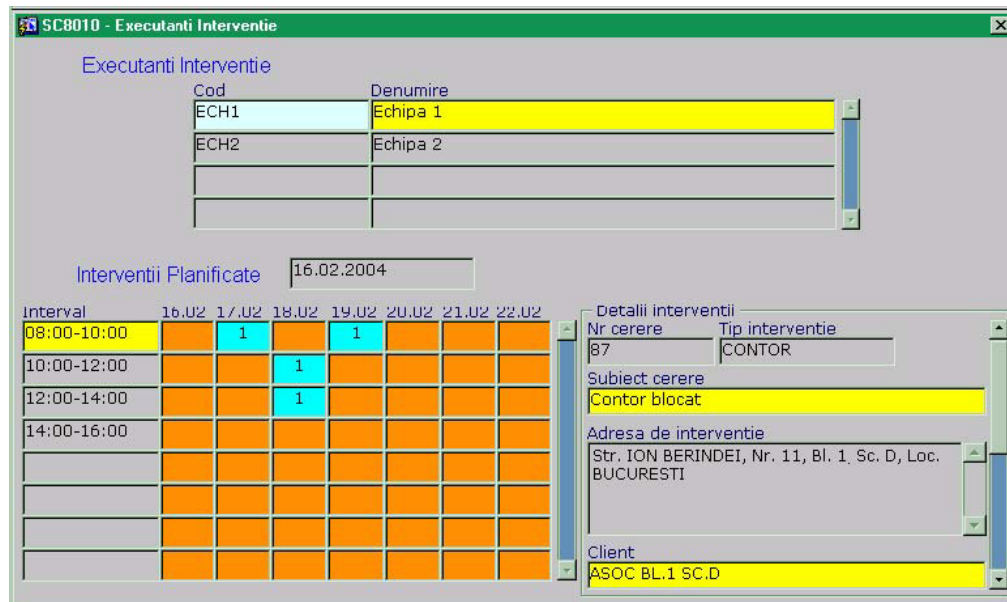 SC8010 - Executanti Interventie
Executanti Interventie
Cod Denumire
ECH1 Echipa 1
ECH2 Echipa 2
Interventii Planificate 16.02.2004
Interval 16.02 17.02 18.02 19.02 20.02 21.02 22.02
08:00-10:00 1 1
10:00-12:00 1
12:00-14:00 1
14:00-16:00
Detalii interventii
Nr cerere Tip interventie
87 CONTOR
Subiect cerere
Contor blocat
Adresa de interventie
Str. ION BERINDEI, Nr. 11, Bl. 1, Sc. D, Loc.
BUCURESTI
Client
ASOC BL.1 SC.D